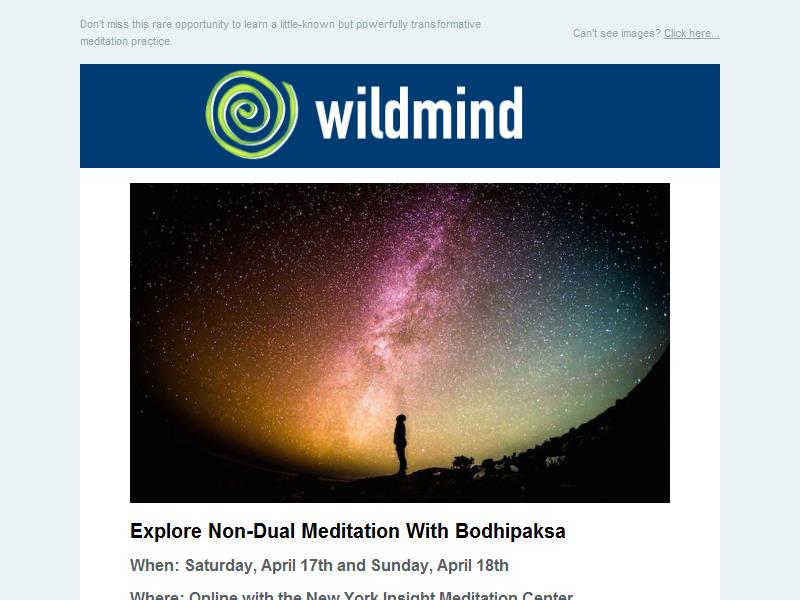 Don't miss this rare opportunity to learn a little-known but powerfully transformative
meditation practice.
Can't see images? Click here...
wildmind
Explore Non-Dual Meditation With Bodhipaksa
When: Saturday, April 17th and Sunday, April 18th
Where: Online with the New York Insight Meditation Center